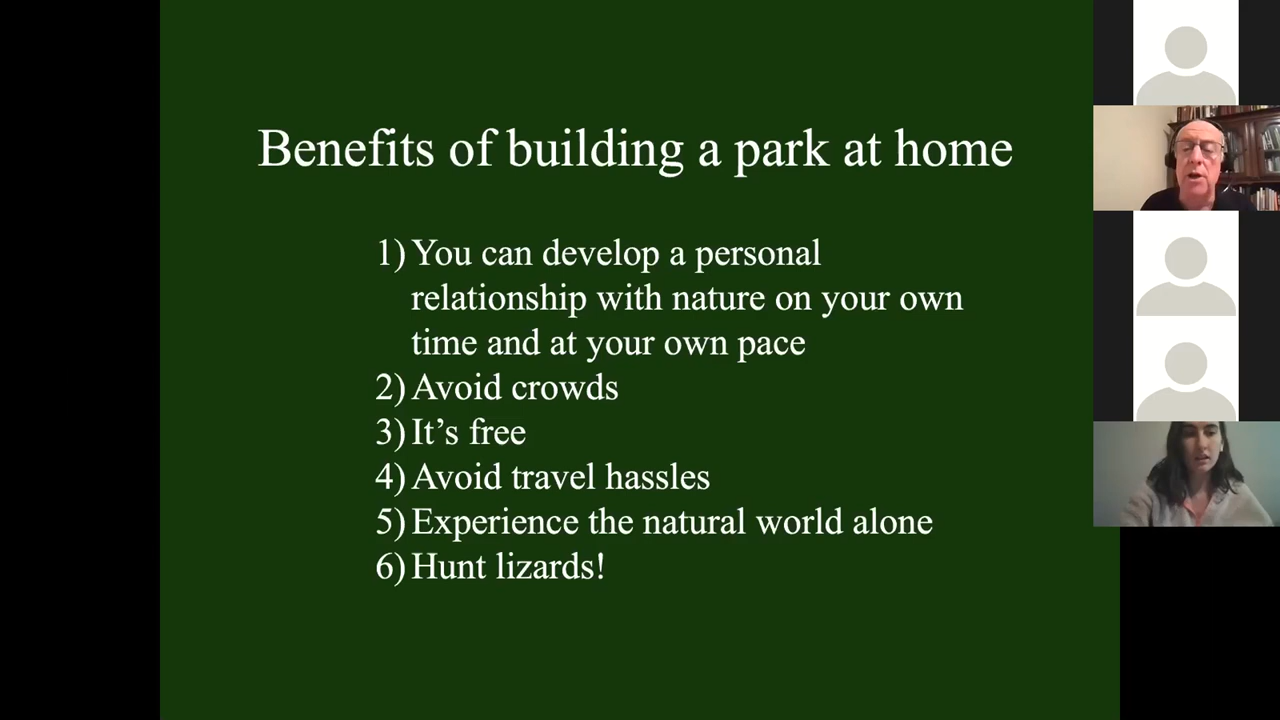 Benefits of building a park at home
1) You can develop a personal
relationship with nature on your own
time and at your own pace
2) Avoid crowds
3) It’s free
4) Avoid travel hassles
5) Experience the natural world alone
6) Hunt lizards!